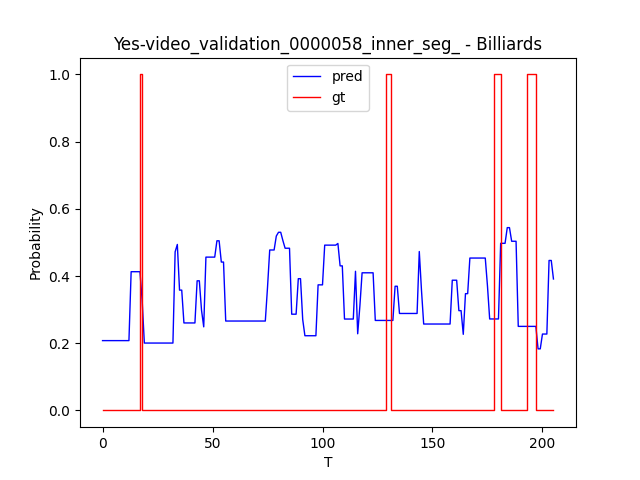 Yes-video_validation_0000058_inner_seg_ - Billiards
pred
gt
1.0
0.8
0.6
0.4
0.2
0.0
Probability
0
50
100
150
200
T